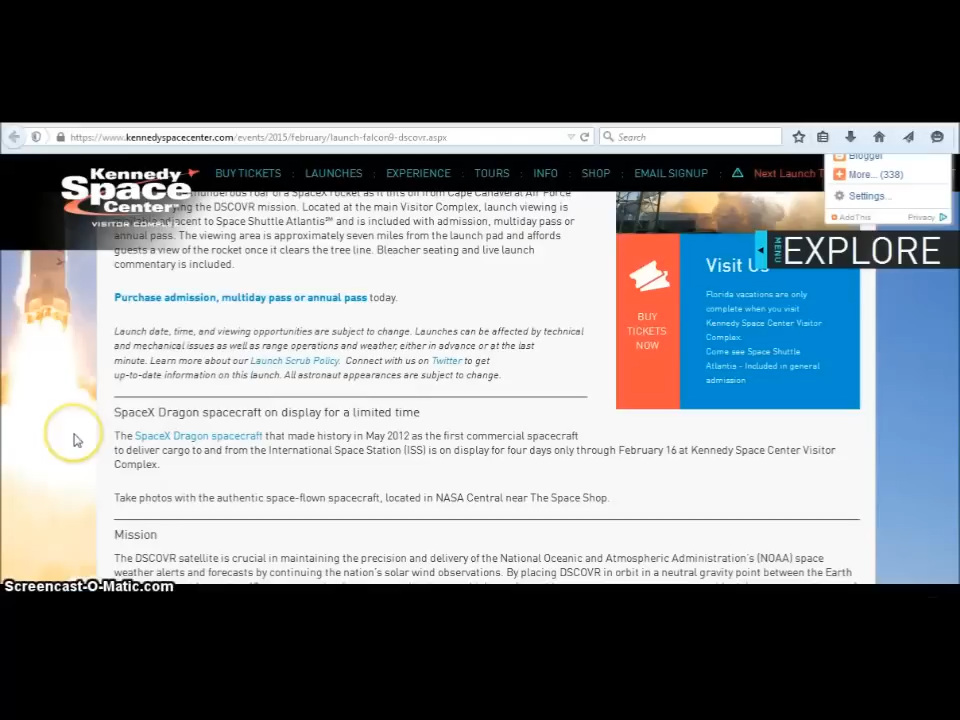 https://www.kennedyspacecenter.com/events/2015/february/launch-falcon9-dscovr.aspx
Search
Kennedy
Space
Center
VISITOR COMPLEX
BUY TICKETS : LAUNCHES : EXPERIENCE : TOURS : INFO : SHOP : EMAIL SIGNUP : Next Launch
Blogger
More... (338)
Settings...
AddThis Privacy
MENU
EXPLORE
thunderous roar of a SpaceX rocket as it lifts off from Cape Canaveral Air Force
the DSCOVR mission. Located at the main Visitor Complex, launch viewing is
adjacent to Space Shuttle Atlantis℠ and is included with admission, multiday pass or
annual pass. The viewing area is approximately seven miles from the launch pad and affords
guests a view of the rocket once it clears the tree line. Bleacher seating and live launch
commentary is included.
Purchase admission, multiday pass or annual pass today.
Launch date, time, and viewing opportunities are subject to change. Launches can be affected by technical
and mechanical issues as well as range operations and weather, either in advance or at the last
minute. Learn more about our Launch Scrub Policy. Connect with us on Twitter to get
up-to-date information on this launch. All astronaut appearances are subject to change.
BUY
TICKETS
NOW
Visit Us
Florida vacations are only
complete when you visit
Kennedy Space Center Visitor
Complex.
Come see Space Shuttle
Atlantis - Included in general
admission
SpaceX Dragon spacecraft on display for a limited time
The SpaceX Dragon spacecraft that made history in May 2012 as the first commercial spacecraft
to deliver cargo to and from the International Space Station (ISS) is on display for four days only through February 16 at Kennedy Space Center Visitor
Complex.
Take photos with the authentic space-flown spacecraft, located in NASA Central near The Space Shop.
Mission
The DSCOVR satellite is crucial in maintaining the precision and delivery of the National Oceanic and Atmospheric Administration's (NOAA) space
weather alerts and forecasts by continuing the nation's solar wind observations. By placing DSCOVR in orbit in a neutral gravity point between the Earth
Screencast-O-Matic.com